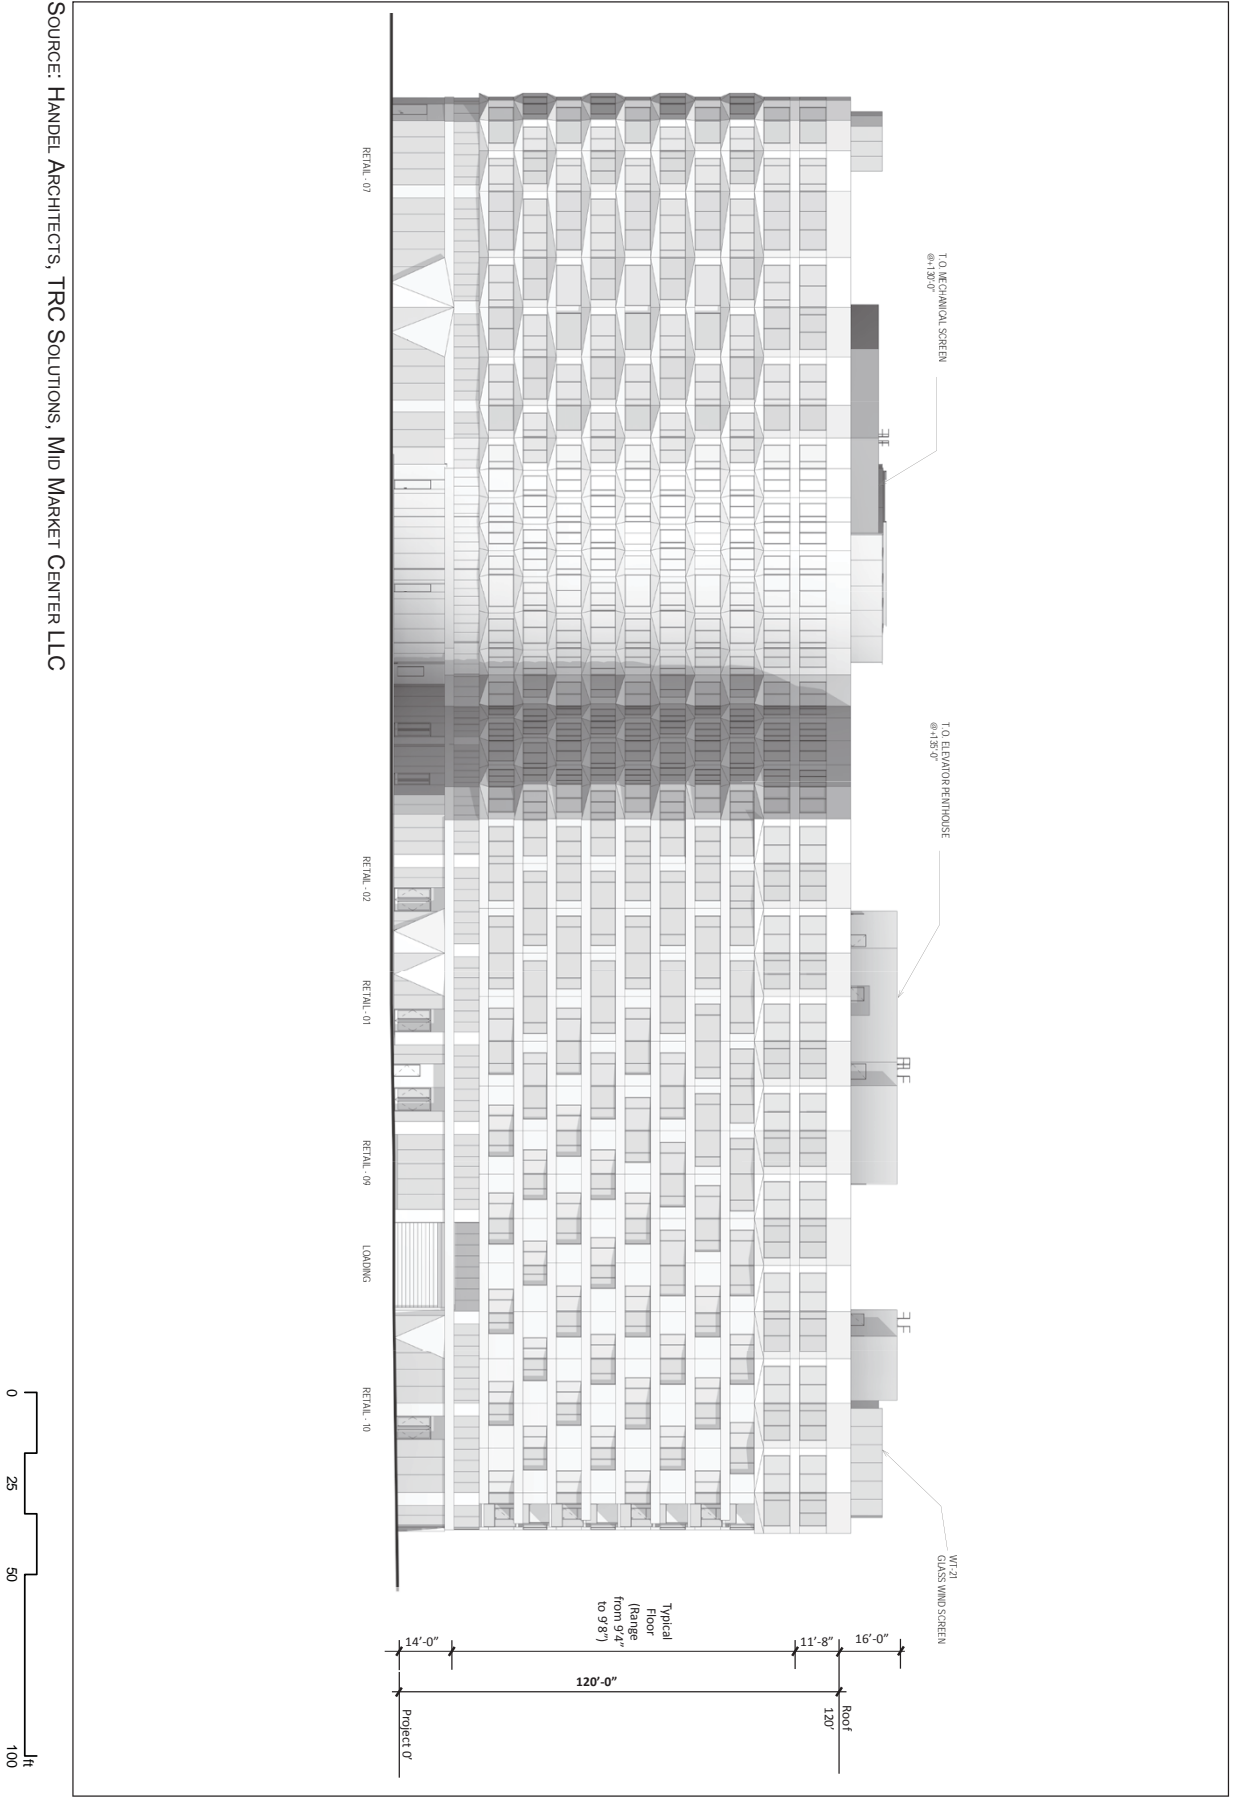 T.O. MECHANICAL SCREEN
@+130'-0"
T.O. ELEVATOR PENTHOUSE
@+135'-0"
WT-21
GLASS WIND SCREEN
16'-0"
11'-8"
Roof
120'
Typical
Floor
(Range
from 9'4"
to 9'8")
120'-0"
14'-0"
Project 0'
RETAIL - 07
RETAIL - 02
RETAIL - 01
RETAIL - 09
LOADING
RETAIL - 10
0 25 50 100
ft
SOURCE: HANDEL ARCHITECTS, TRC SOLUTIONS, MID MARKET CENTER LLC